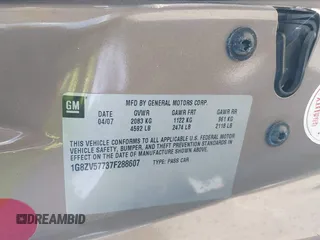 GM
MFD BY GENERAL MOTORS CORP.
DATE GVWR GAWR FRT GAWR RR
04/07 2083 KG 1122 KG 961 KG
4592 LB 2474 LB 2118 LB
THIS VEHICLE CONFORMS TO ALL APPLICABLE U.S. FEDERAL MOTOR
VEHICLE SAFETY, BUMPER, AND THEFT PREVENTION STANDARDS IN
EFFECT ON THE DATE OF MANUFACTURE SHOWN ABOVE.
1G8ZV57737F288607 TYPE: PASS CAR
DREAMBID